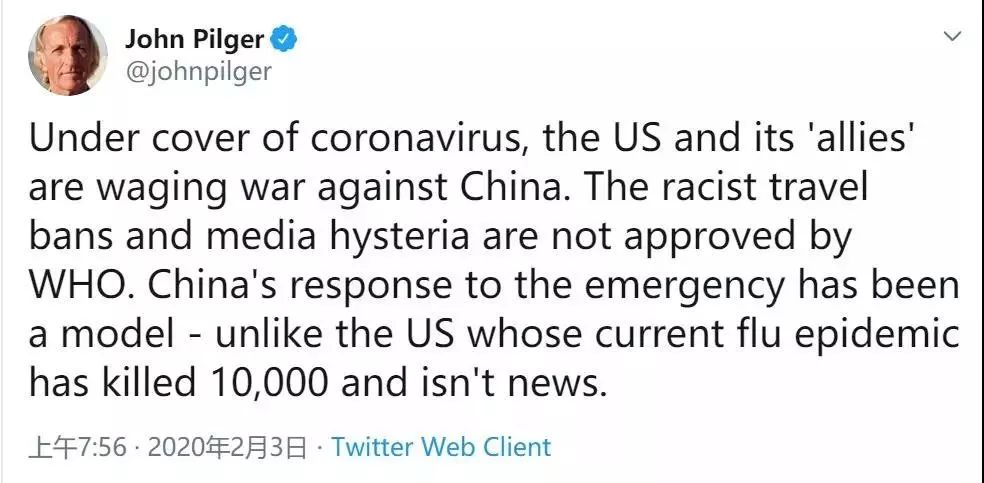 John Pilger
@johnpilger
Under cover of coronavirus, the US and its 'allies'
are waging war against China. The racist travel
bans and media hysteria are not approved by
WHO. China's response to the emergency has been
a model - unlike the US whose current flu epidemic
has killed 10,000 and isn't news.
上午7:56 · 2020年2月3日 · Twitter Web Client